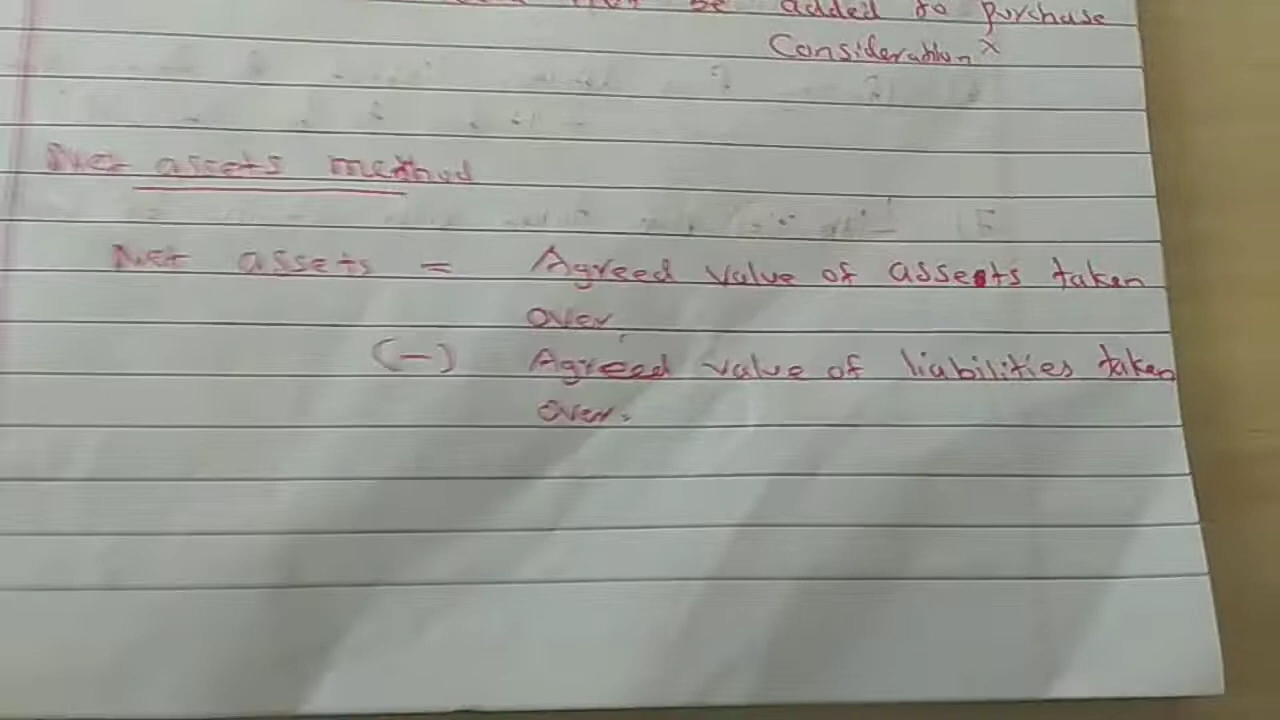 be added to purchase
Consideration x
Net assets method
Net assets = Agreed value of assets taken
over
(-) Agreed value of liabilities taken
over.